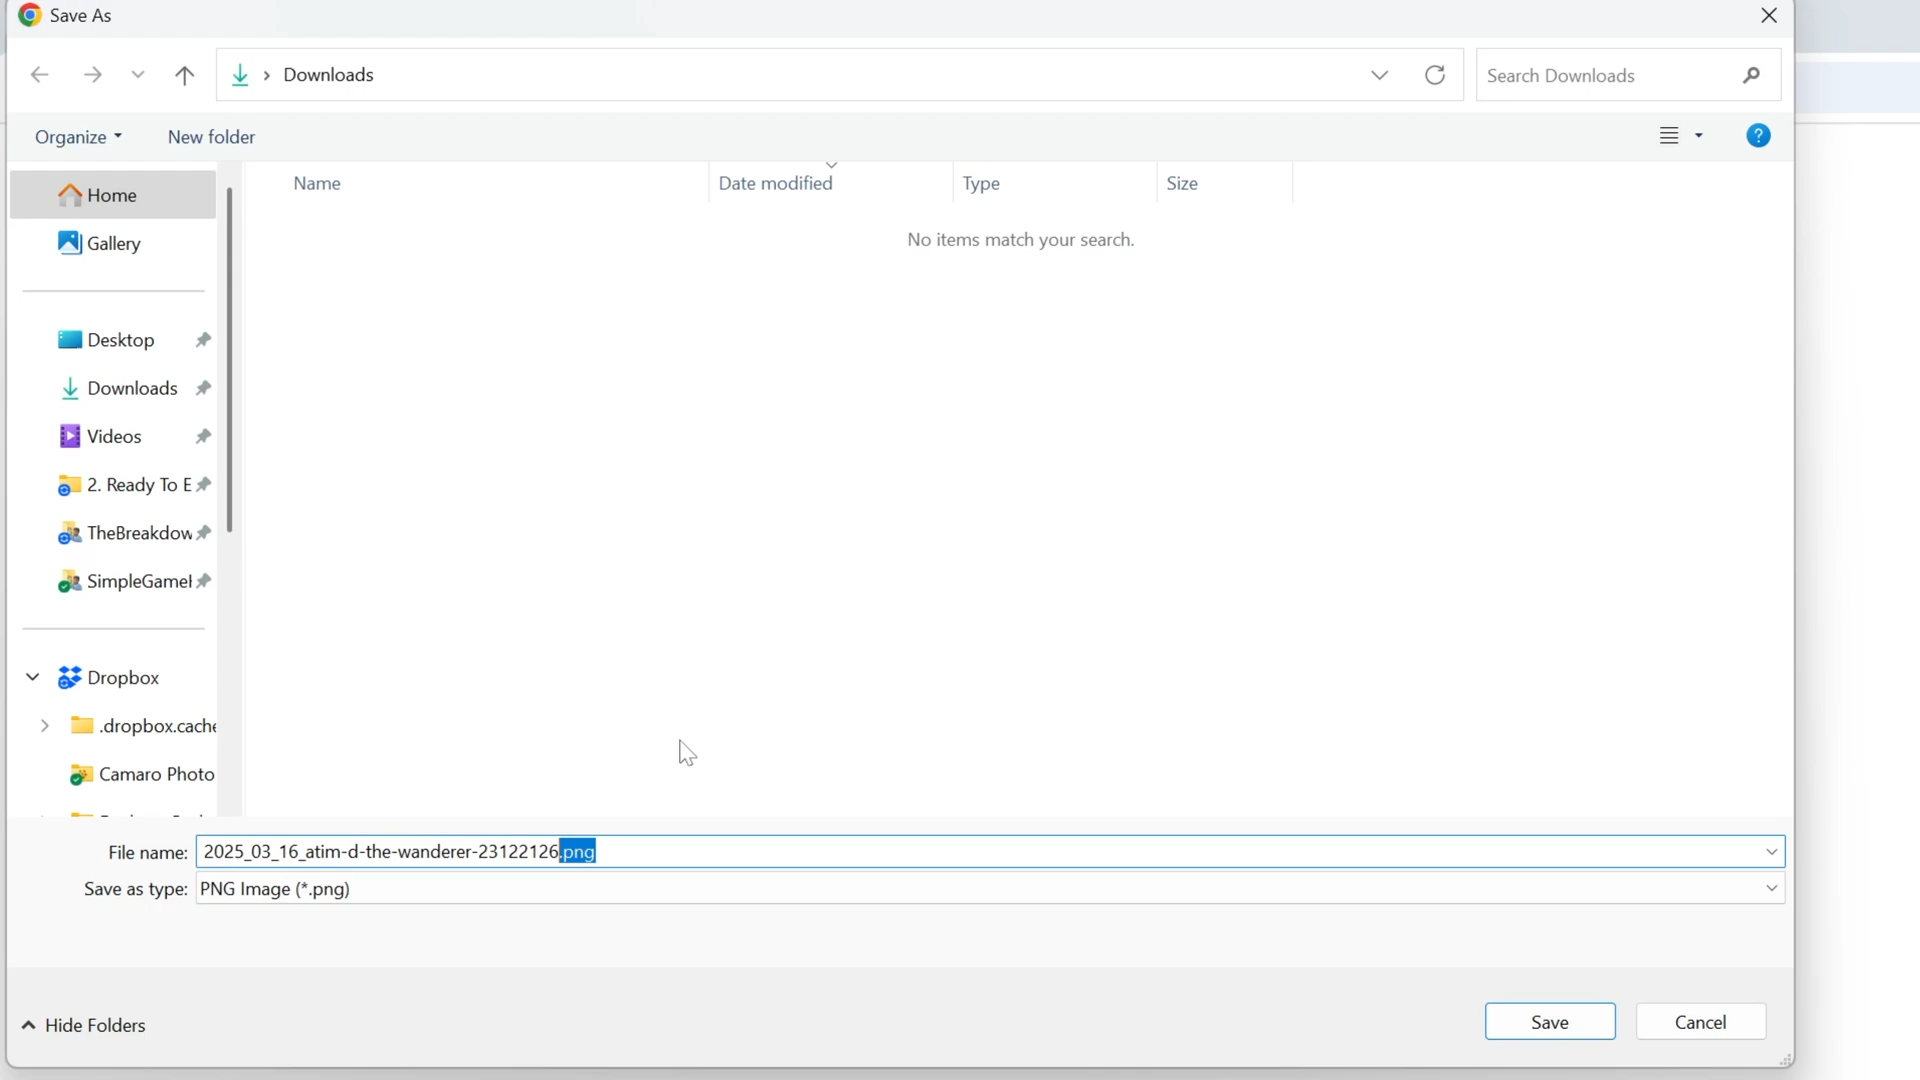 Save As
Downloads
Search Downloads
Organize
New folder
?
Home
Gallery
Desktop
Downloads
Videos
2. Ready To E
TheBreakdow
SimpleGame
Dropbox
.dropbox.cache
Camaro Photo
Name
Date modified
Type
Size
No items match your search.
File name: 2025_03_16_atim-d-the-wanderer-23122126.png
Save as type: PNG Image (*.png)
Hide Folders
Save
Cancel